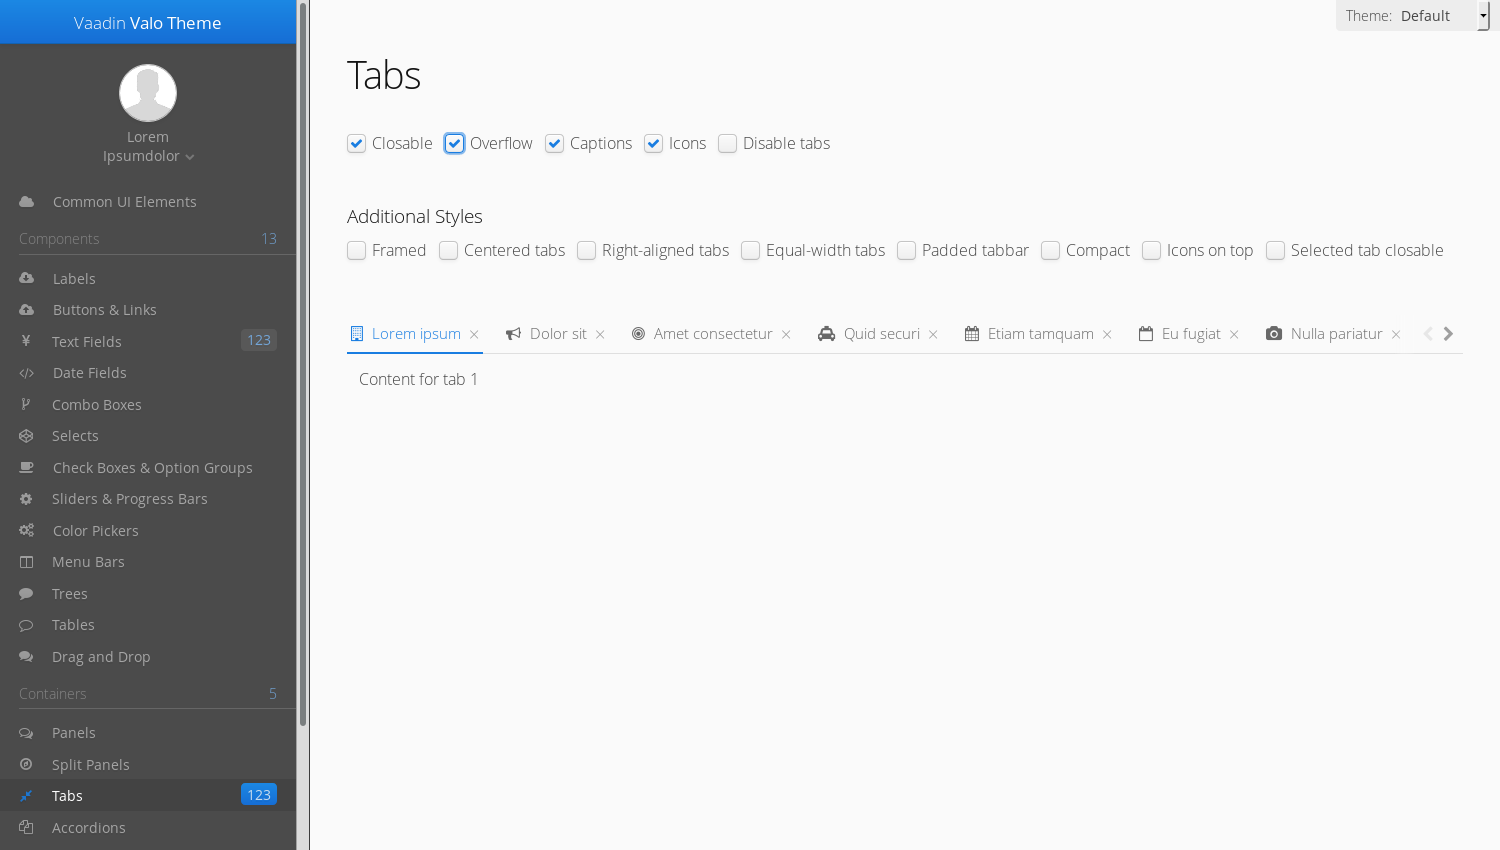 Vaadin Valo Theme
Lorem
Ipsumdolor
Common UI Elements
Components 13
Labels
Buttons & Links
Text Fields 123
Date Fields
Combo Boxes
Selects
Check Boxes & Option Groups
Sliders & Progress Bars
Color Pickers
Menu Bars
Trees
Tables
Drag and Drop
Containers 5
Panels
Split Panels
Tabs 123
Accordions
Theme: Default
Tabs
Closable Overflow Captions Icons Disable tabs
Additional Styles
Framed Centered tabs Right-aligned tabs Equal-width tabs Padded tabbar Compact Icons on top Selected tab closable
Lorem ipsum × Dolor sit × Amet consectetur × Quid securi × Etiam tamquam × Eu fugiat × Nulla pariatur ×
Content for tab 1